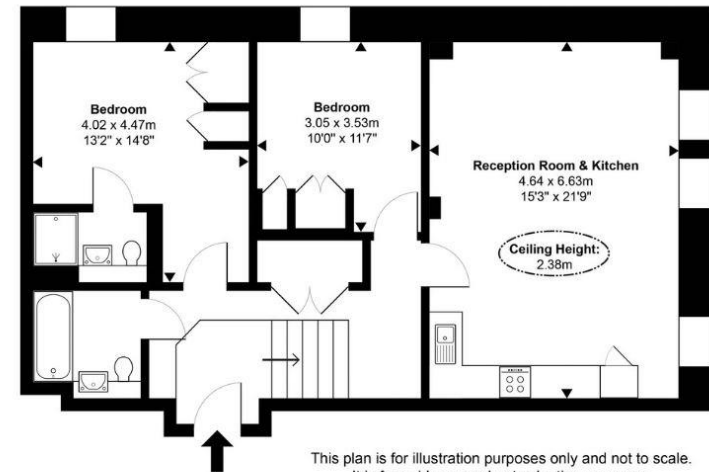 Bedroom
4.02 x 4.47m
13'2" x 14'8"
Bedroom
3.05 x 3.53m
10'0" x 11'7"
Reception Room & Kitchen
4.64 x 6.63m
15'3" x 21'9"
Ceiling Height:
2.38m
This plan is for illustration purposes only and not to scale.